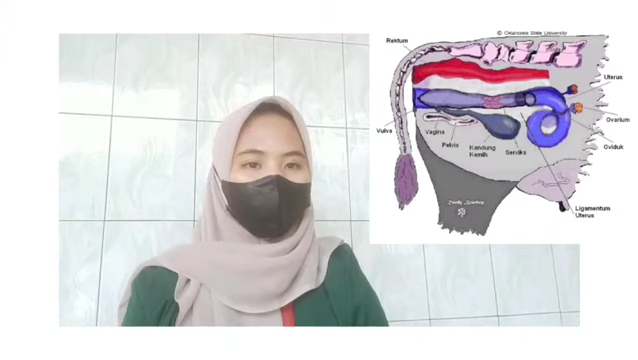 © Oklahoma State University
Rektum
Uterus
Ovarium
Vulva
Vagina
Pelvis
Kandung
Kemih
Serviks
Oviduk
Ligamentum
Uterus